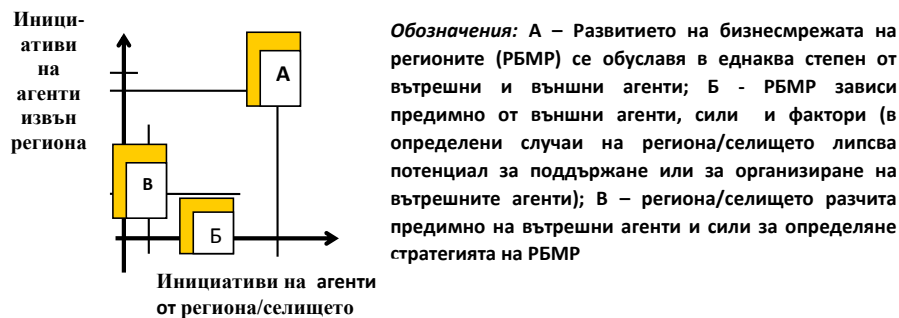 Иници-
ативи
на
агенти
извън
региона
А
В
Б
Инициативи на агенти
от региона/селището
Обозначения: А – Развитието на бизнесмрежата на
регионите (РБМР) се обуславя в еднаква степен от
вътрешни и външни агенти; Б - РБМР зависи
предимно от външни агенти, сили и фактори (в
определени случаи на региона/селището липсва
потенциал за поддържане или за организиране на
вътрешните агенти); В – региона/селището разчита
предимно на вътрешни агенти и сили за определяне
стратегията на РБМР